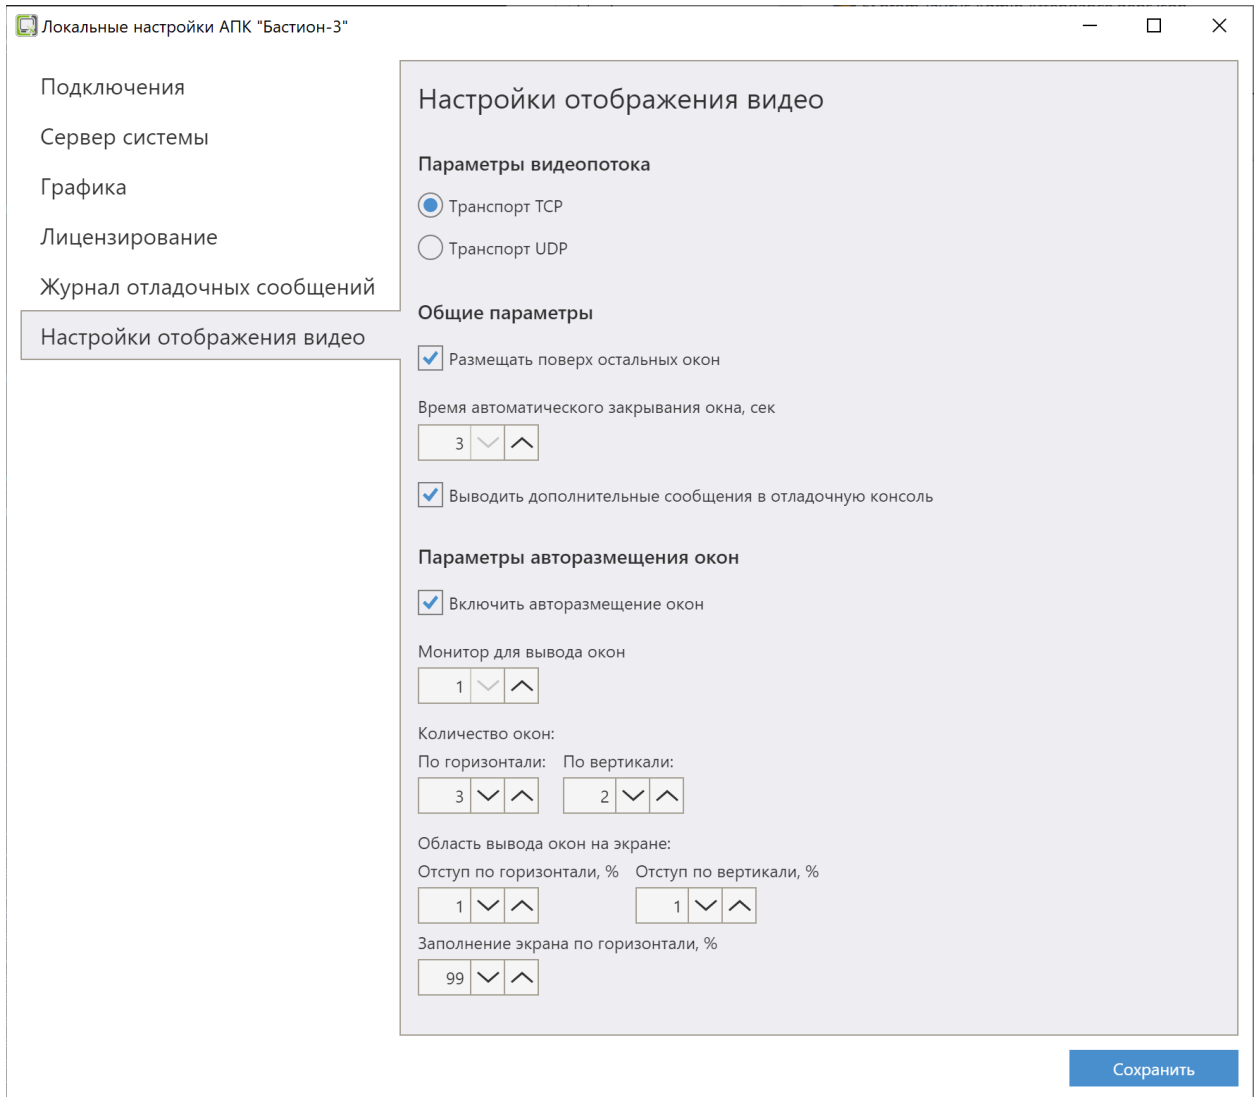 Локальные настройки АПК "Бастион-3"
Подключения
Сервер системы
Графика
Лицензирование
Журнал отладочных сообщений
Настройки отображения видео
Настройки отображения видео
Параметры видеопотока
Транспорт TCP
Транспорт UDP
Общие параметры
Размещать поверх остальных окон
Время автоматического закрывания окна, сек
3
Выводить дополнительные сообщения в отладочную консоль
Параметры авторазмещения окон
Включить авторазмещение окон
Монитор для вывода окон
1
Количество окон:
По горизонтали: По вертикали:
3 2
Область вывода окон на экране:
Отступ по горизонтали, % Отступ по вертикали, %
1 1
Заполнение экрана по горизонтали, %
99
Сохранить